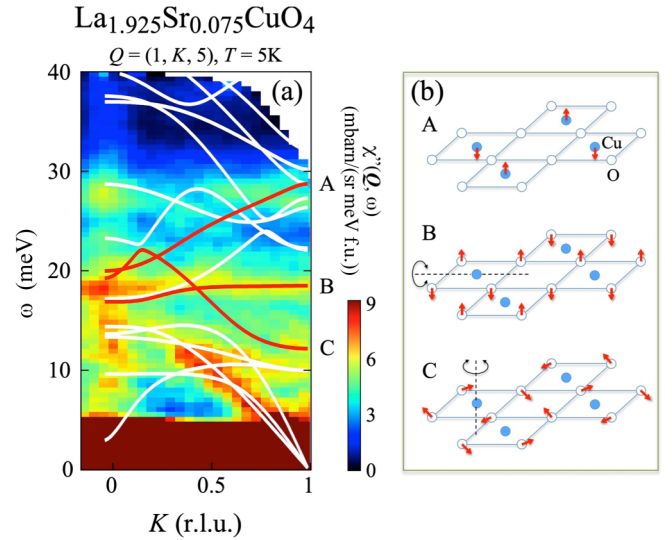 La1.925Sr0.075CuO4
Q = (1, K, 5), T = 5K
(a)
40
30
20
10
0
ω (meV)
0
0.5
1
K (r.l.u.)
A
B
C
χ”(Q, ω)
(mbarn/(sr meV f.u.))
9
6
3
0
(b)
A
Cu
O
B
C